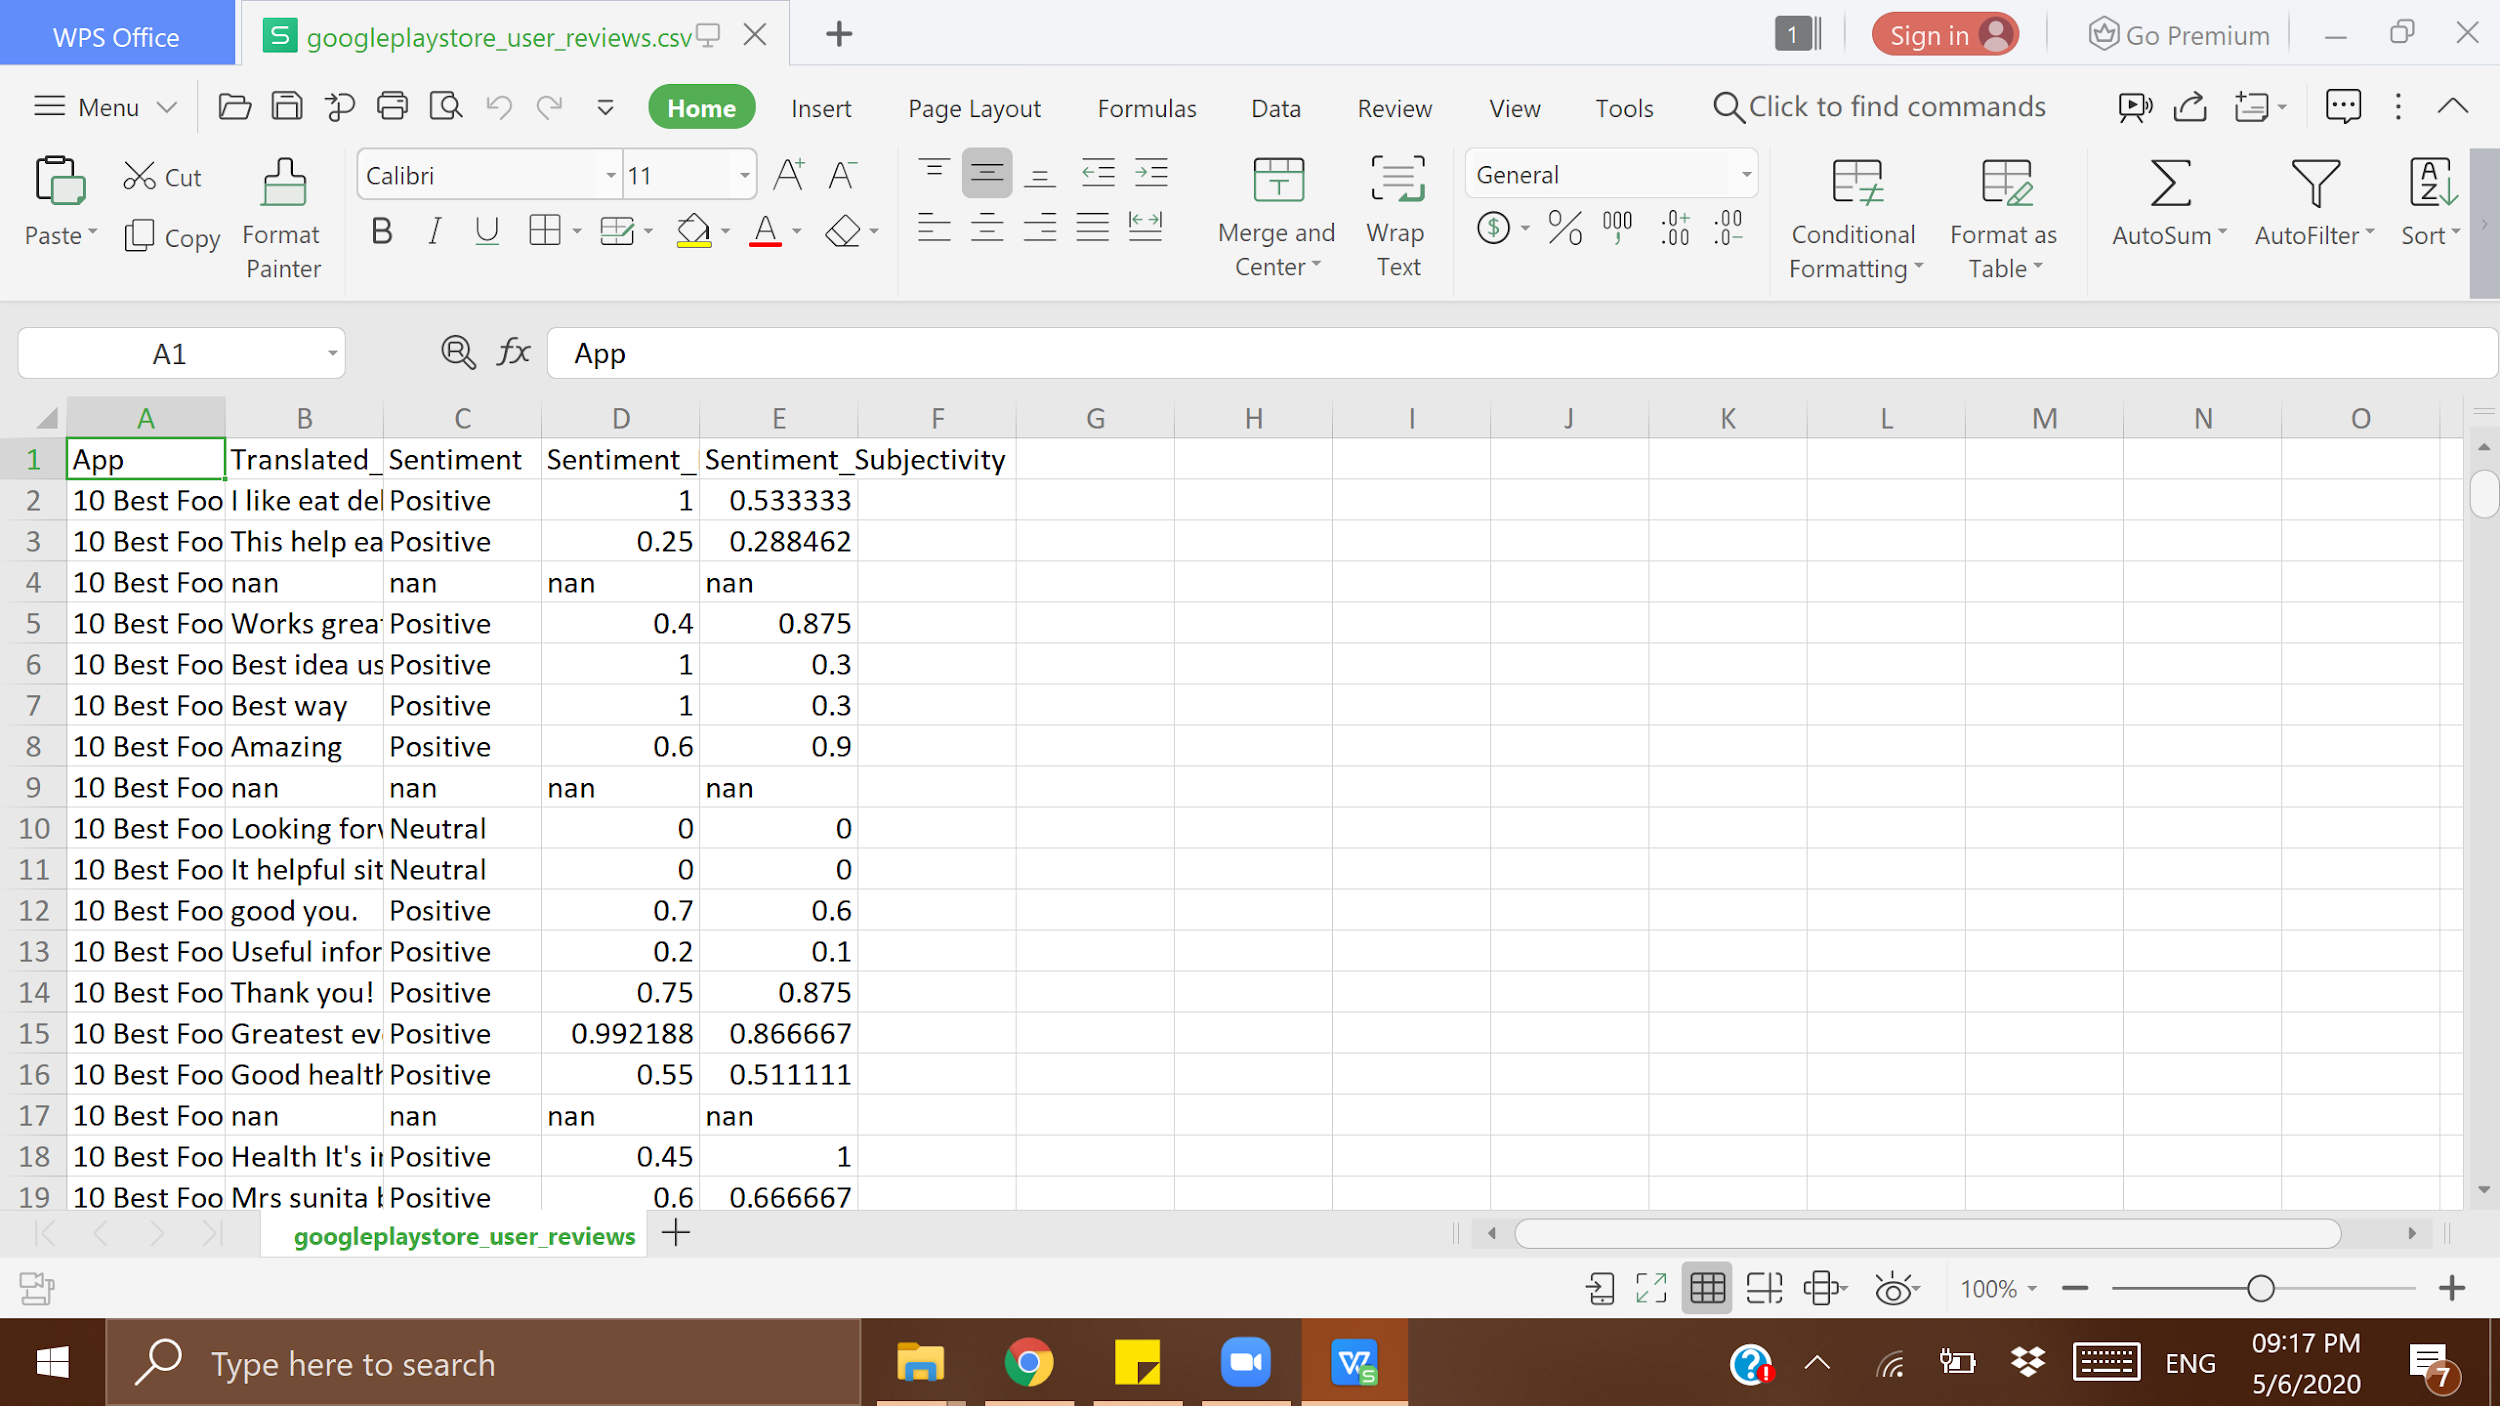 WPS Office
S googleplaystore_user_reviews.csv
1
Sign in
Go Premium
Menu
Home
Insert
Page Layout
Formulas
Data
Review
View
Tools
Click to find commands
Paste
Cut
Copy
Format Painter
Calibri
11
A+ A-
B I U A
Merge and Center
Wrap Text
General
$ % 000 .0+ .00 .00 .0-
Conditional Formatting
Format as Table
AutoSum
AutoFilter
Sort
A1
fx
App
A B C D E F G H I J K L M N O
1 App Translated_ Sentiment Sentiment_ Sentiment_Subjectivity
2 10 Best Foo I like eat del Positive 1 0.533333
3 10 Best Foo This help ea Positive 0.25 0.288462
4 10 Best Foo nan nan nan nan
5 10 Best Foo Works great Positive 0.4 0.875
6 10 Best Foo Best idea us Positive 1 0.3
7 10 Best Foo Best way Positive 1 0.3
8 10 Best Foo Amazing Positive 0.6 0.9
9 10 Best Foo nan nan nan nan
10 10 Best Foo Looking forw Neutral 0 0
11 10 Best Foo It helpful sit Neutral 0 0
12 10 Best Foo good you. Positive 0.7 0.6
13 10 Best Foo Useful infor Positive 0.2 0.1
14 10 Best Foo Thank you! Positive 0.75 0.875
15 10 Best Foo Greatest eve Positive 0.992188 0.866667
16 10 Best Foo Good health Positive 0.55 0.511111
17 10 Best Foo nan nan nan nan
18 10 Best Foo Health It's in Positive 0.45 1
19 10 Best Foo Mrs sunita b Positive 0.6 0.666667
googleplaystore_user_reviews
100%
Type here to search
ENG
09:17 PM
5/6/2020
7